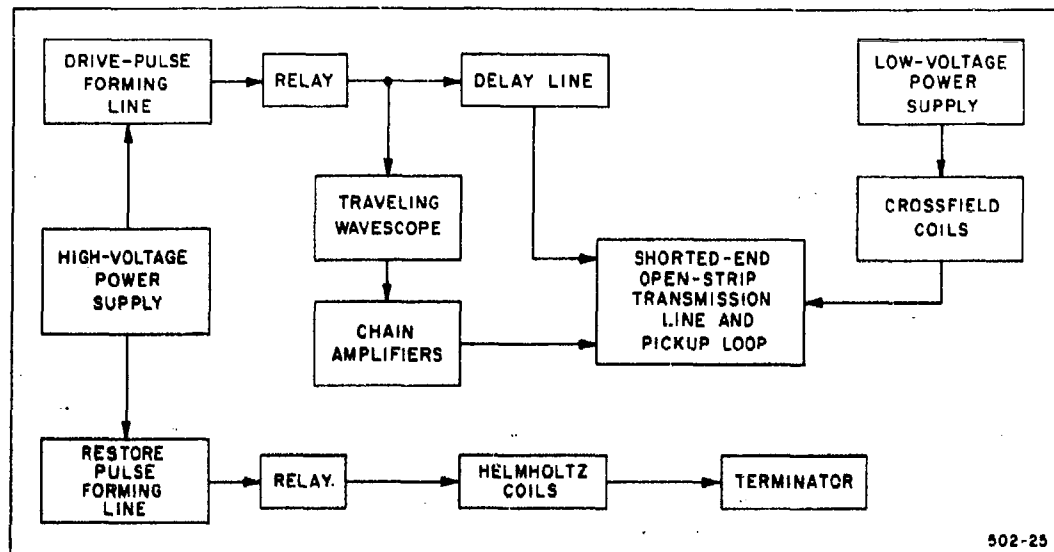 DRIVE-PULSE
FORMING
LINE
RELAY
DELAY LINE
LOW-VOLTAGE
POWER
SUPPLY
TRAVELING
WAVESCOPE
CROSSFIELD
COILS
HIGH-VOLTAGE
POWER
SUPPLY
SHORTED-END
OPEN-STRIP
TRANSMISSION
LINE AND
PICKUP LOOP
CHAIN
AMPLIFIERS
RESTORE
PULSE
FORMING
LINE
RELAY.
HELMHOLTZ
COILS
TERMINATOR
502-25